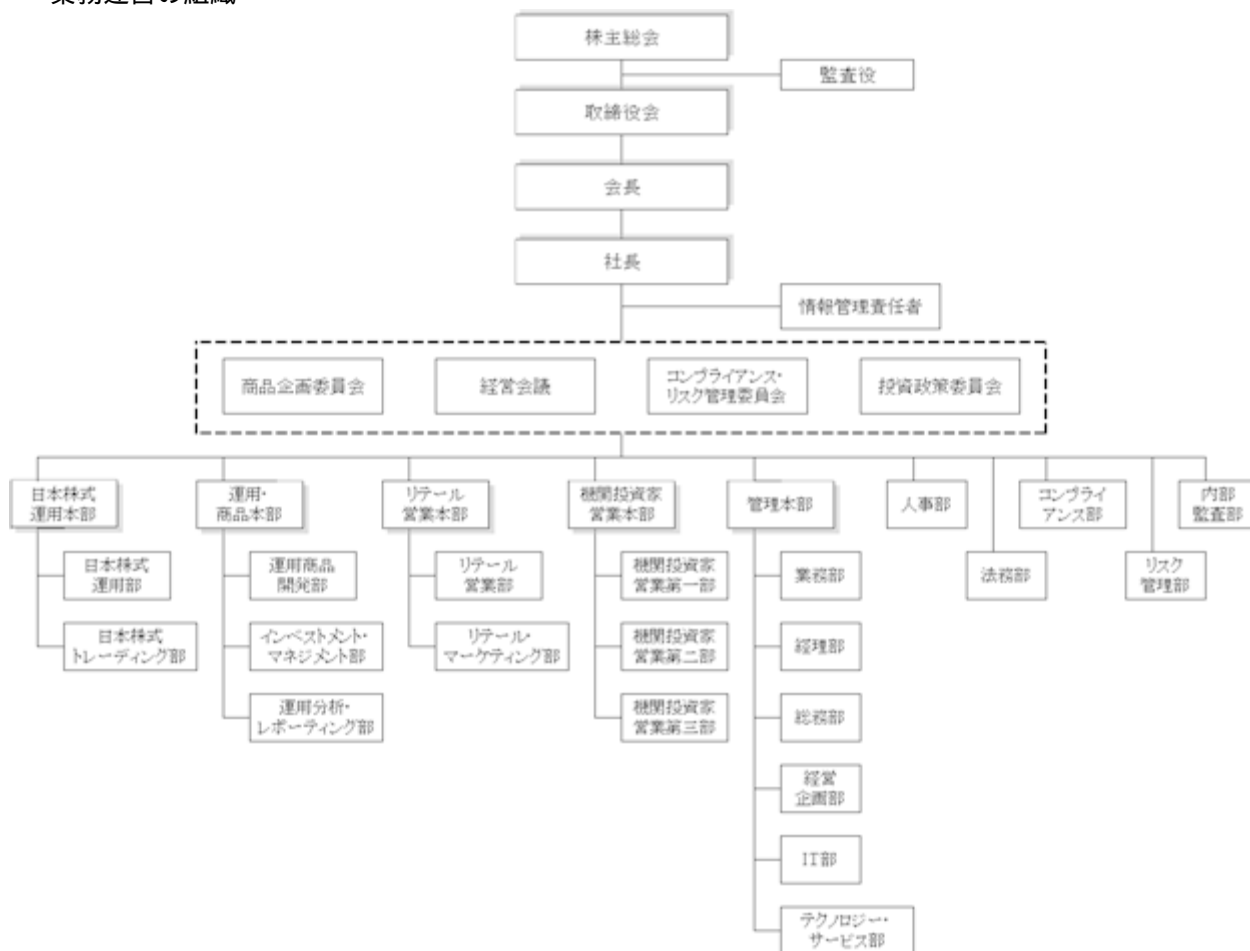 業務運営の組織
株主総会
監査役
取締役会
会長
社長
情報管理責任者
商品企画委員会
経営会議
コンプライアンス・
リスク管理委員会
投資政策委員会
日本株式
運用本部
運用・
商品本部
リテール
営業本部
機関投資家
営業本部
管理本部
人事部
コンプライ
アンス部
内部
監査部
法務部
リスク
管理部
日本株式
運用部
日本株式
トレーディング部
運用商品
開発部
インベストメント・
マネジメント部
運用分析・
レポーティング部
リテール
営業部
リテール・
マーケティング部
機関投資家
営業第一部
機関投資家
営業第二部
機関投資家
営業第三部
業務部
経理部
総務部
経営
企画部
IT部
テクノロジー・
サービス部